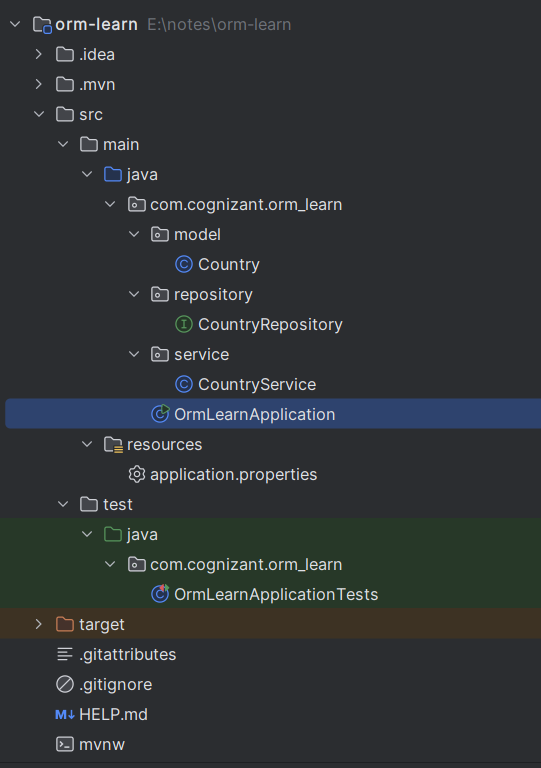 orm-learn E:\notes\orm-learn
.idea
.mvn
src
main
java
com.cognizant.orm_learn
model
C Country
repository
I CountryRepository
service
C CountryService
C OrmLearnApplication
resources
application.properties
test
java
com.cognizant.orm_learn
C OrmLearnApplicationTests
target
.gitattributes
.gitignore
M↓ HELP.md
mvnw